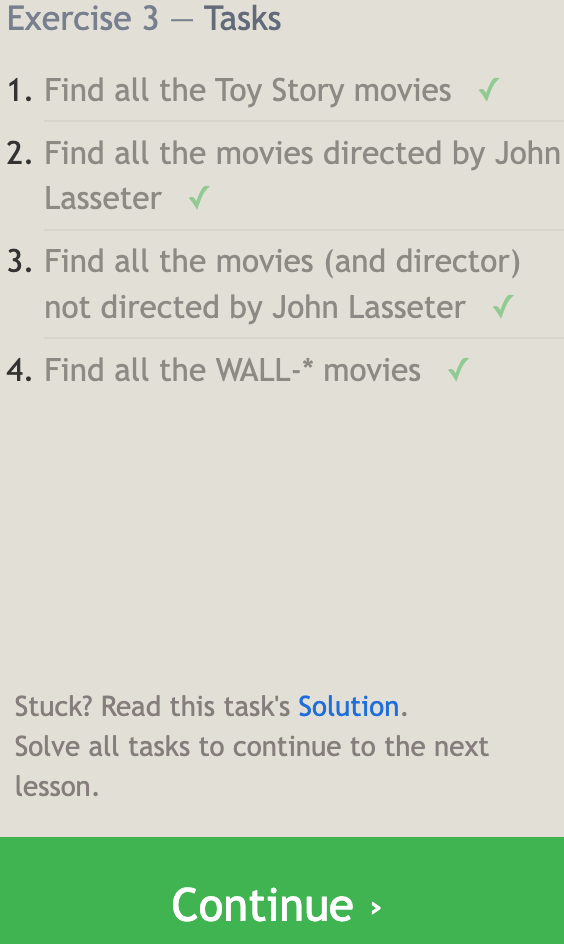 Exercise 3 — Tasks
1. Find all the Toy Story movies ✓
2. Find all the movies directed by John
Lasseter ✓
3. Find all the movies (and director)
not directed by John Lasseter ✓
4. Find all the WALL-* movies ✓
Stuck? Read this task's Solution.
Solve all tasks to continue to the next
lesson.
Continue ›